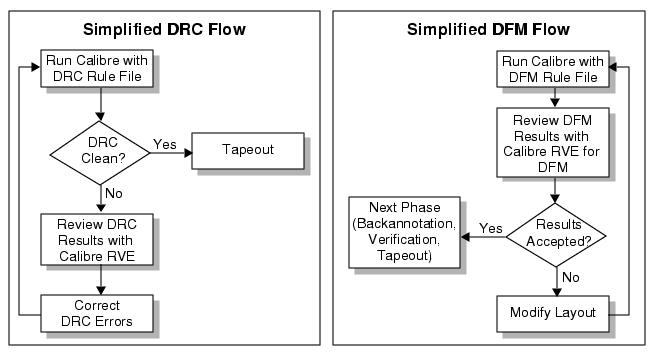 Simplified DRC Flow
Run Calibre with
DRC Rule File
DRC
Clean?
Yes
Tapeout
No
Review DRC
Results with
Calibre RVE
Correct
DRC Errors
Simplified DFM Flow
Run Calibre with
DFM Rule File
Review DFM
Results with
Calibre RVE for
DFM
Results
Accepted?
Yes
Next Phase
(Backannotation,
Verification,
Tapeout)
No
Modify Layout